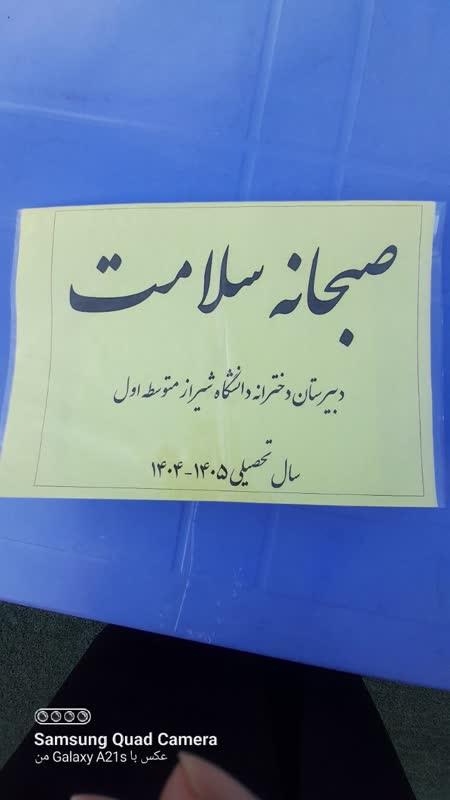 صبحانه سلامت
دبیرستان دخترانه دانشگاه شیراز متوسطه اول
سال تحصیلی ۱۴۰۵-۱۴۰۴
Samsung Quad Camera
عکس با Galaxy A21s من